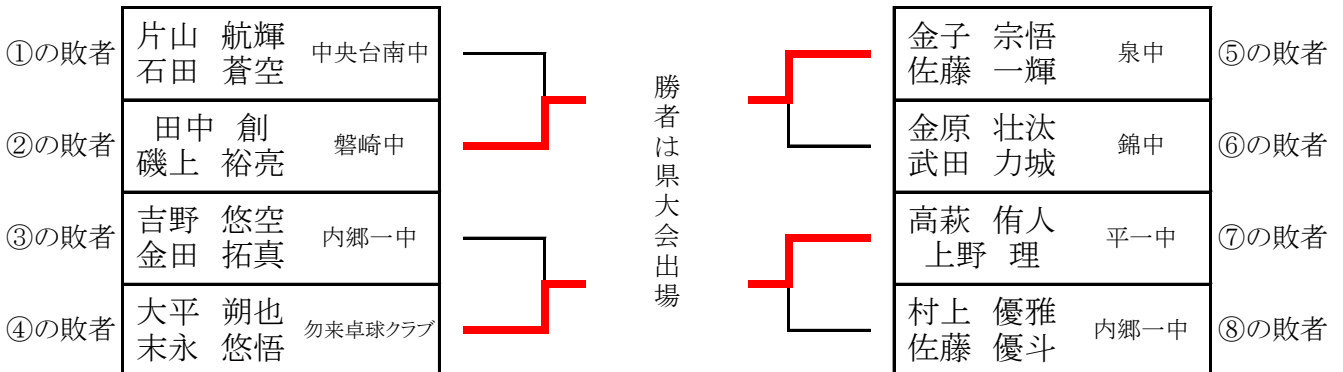 ①の敗者
片山 航輝
石田 蒼空
中央台南中
②の敗者
田中 創
磯上 裕亮
磐崎中
③の敗者
吉野 悠空
金田 拓真
内郷一中
④の敗者
大平 朔也
末永 悠悟
勿来卓球クラブ
勝者は県大会出場
金子 宗悟
佐藤 一輝
泉中
⑤の敗者
金原 壮汰
武田 力城
錦中
⑥の敗者
高萩 侑人
上野 理
平一中
⑦の敗者
村上 優雅
佐藤 優斗
内郷一中
⑧の敗者